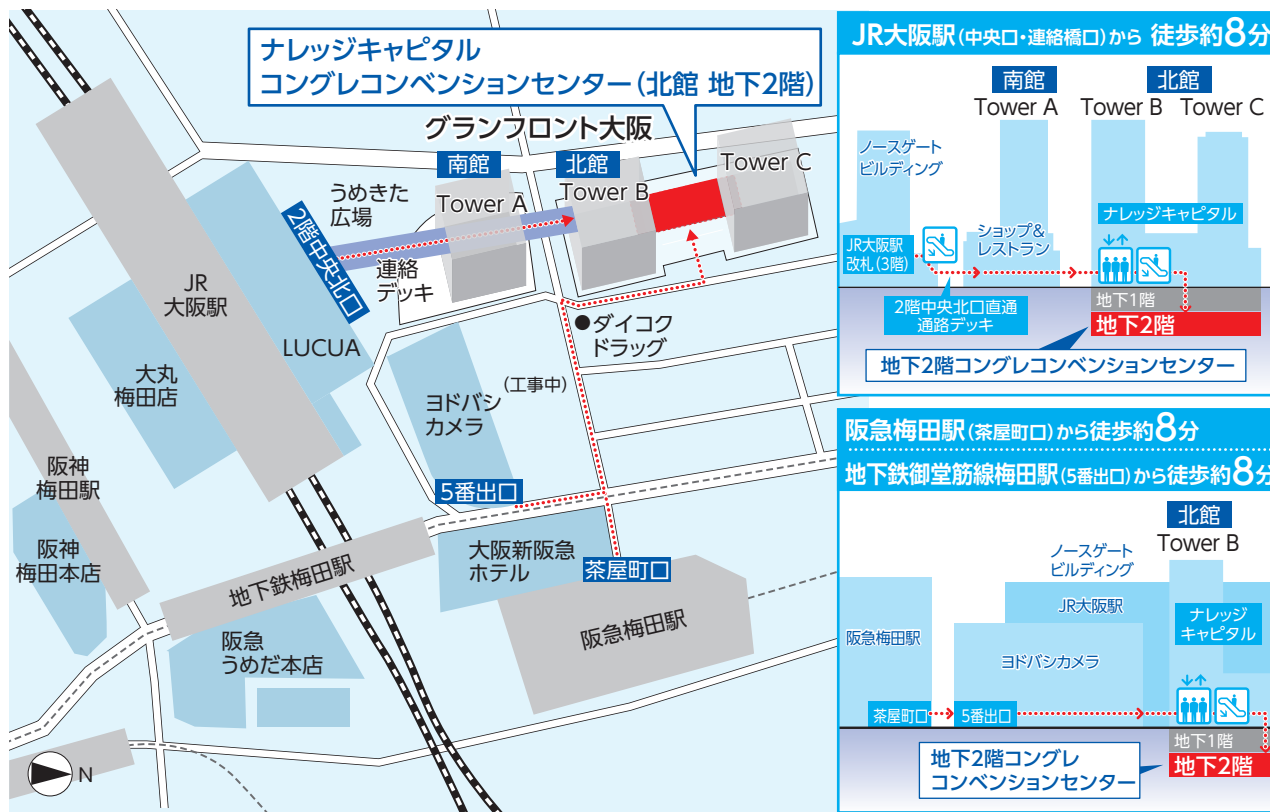 ナレッジキャピタル
コングレコンベンションセンター(北館 地下2階)
グランフロント大阪
南館
北館
Tower A
Tower B
Tower C
うめきた
広場
2階中央北口
連絡
デッキ
JR
大阪駅
LUCUA
大丸
梅田店
●ダイコク
ドラッグ
(工事中)
ヨドバシ
カメラ
阪神
梅田駅
5番出口
阪神
梅田本店
地下鉄梅田駅
大阪新阪急
ホテル
茶屋町口
阪急梅田駅
阪急
うめだ本店
N
JR大阪駅(中央口・連絡橋口)から 徒歩約8分
南館
北館
Tower A
Tower B
Tower C
ノースゲート
ビルディング
ナレッジキャピタル
ショップ&
レストラン
JR大阪駅
改札(3階)
2階中央北口直通
通路デッキ
地下1階
地下2階
地下2階コングレコンベンションセンター
阪急梅田駅(茶屋町口)から徒歩約8分
地下鉄御堂筋線梅田駅(5番出口)から徒歩約8分
北館
Tower B
ノースゲート
ビルディング
JR大阪駅
阪急梅田駅
ナレッジ
キャピタル
ヨドバシカメラ
茶屋町口
5番出口
地下1階
地下2階
地下2階コングレ
コンベンションセンター